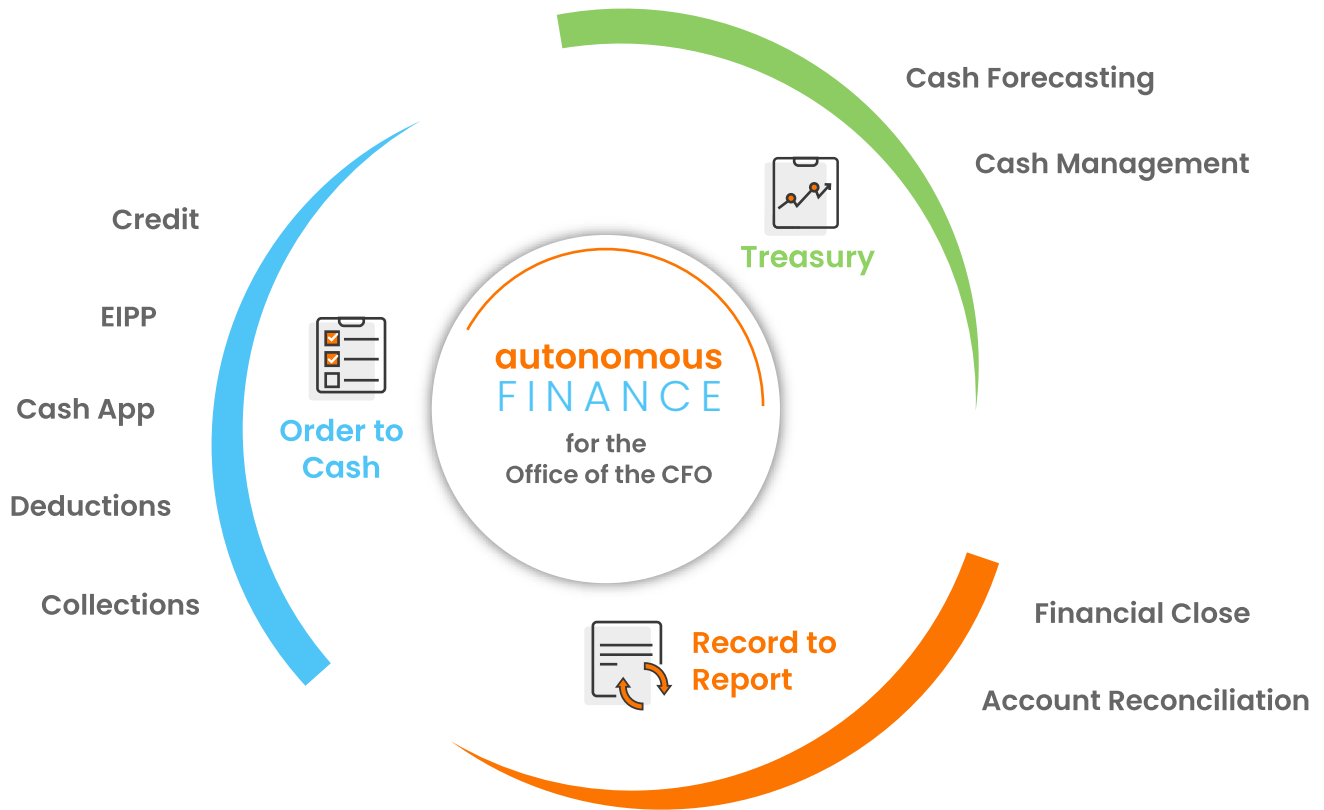 Cash Forecasting
Cash Management
Treasury
Credit
EIPP
Cash App
Deductions
Collections
Order to
Cash
autonomous
FINANCE
for the
Office of the CFO
Record to
Report
Financial Close
Account Reconciliation